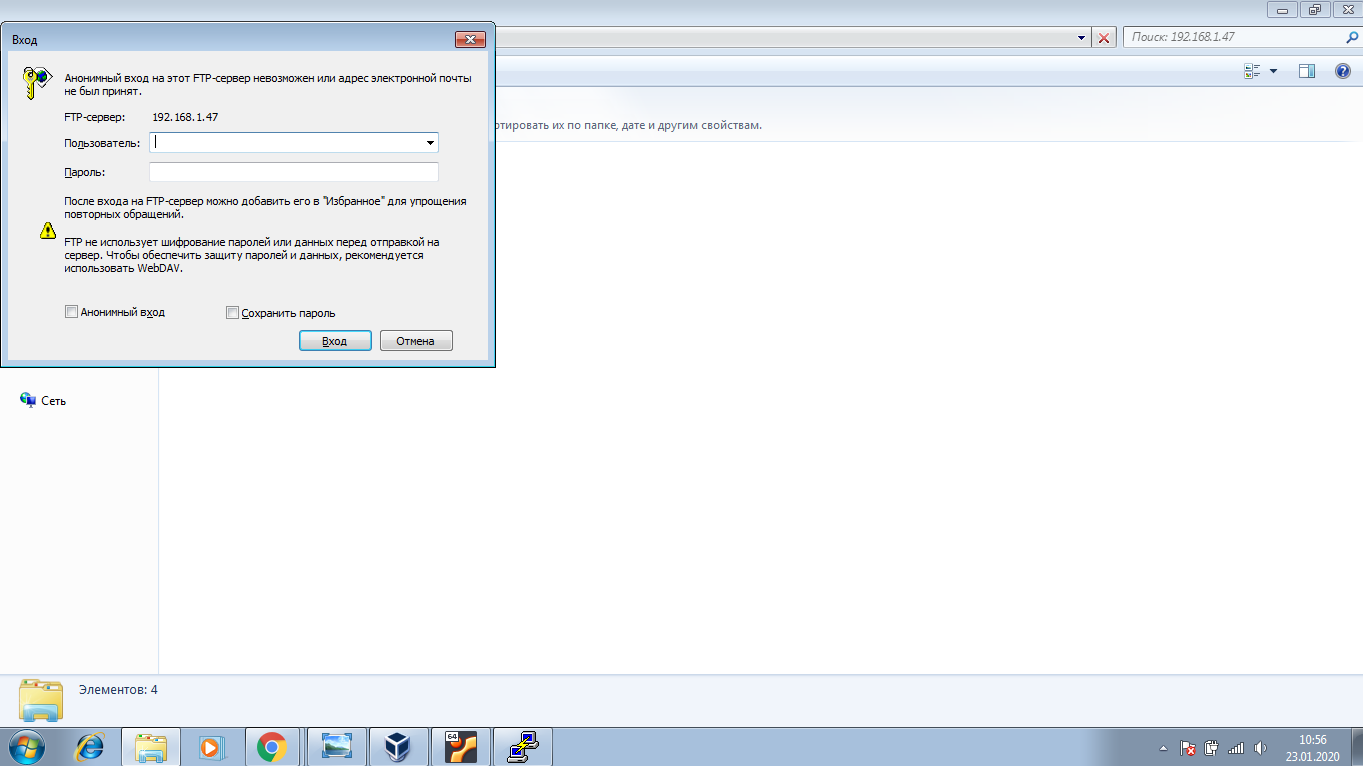 Вход
Поиск: 192.168.1.47
Анонимный вход на этот FTP-сервер невозможен или адрес электронной почты
не был принят.
FTP-сервер: 192.168.1.47
ртировать их по папке, дате и другим свойствам.
Пользователь:
Пароль:
После входа на FTP-сервер можно добавить его в "Избранное" для упрощения
повторных обращений.
FTP не использует шифрование паролей или данных перед отправкой на
сервер. Чтобы обеспечить защиту паролей и данных, рекомендуется
использовать WebDAV.
Анонимный вход
Сохранить пароль
Вход
Отмена
Сеть
Элементов: 4
64
10:56
23.01.2020